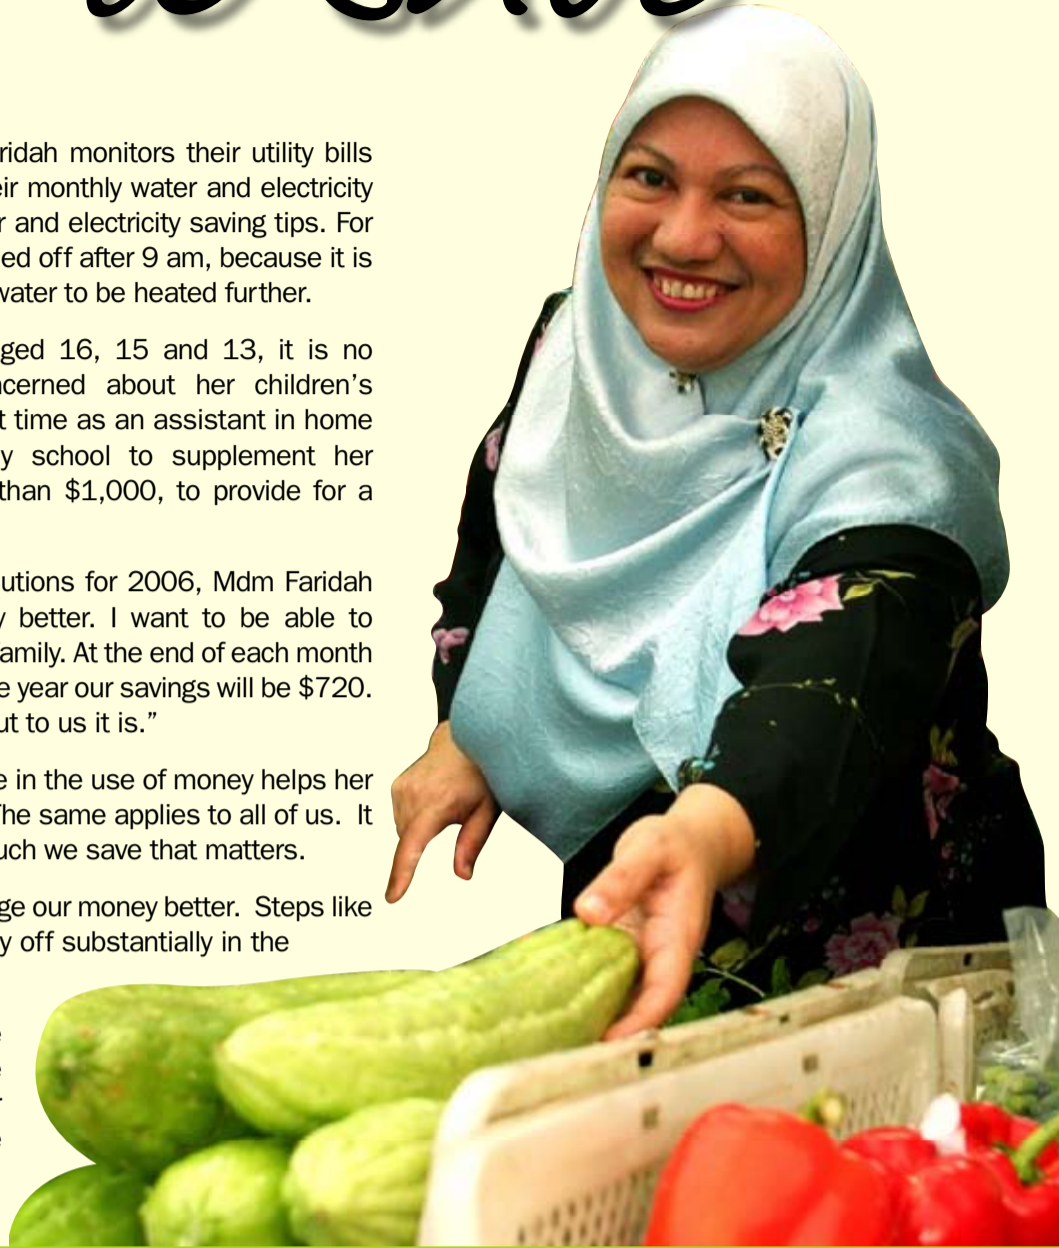 ridah monitors their utility bills
eir monthly water and electricity
r and electricity saving tips. For
ed off after 9 am, because it is
water to be heated further.
ged 16, 15 and 13, it is no
cerned about her children's
t time as an assistant in home
y school to supplement her
than $1,000, to provide for a
utions for 2006, Mdm Faridah
y better. I want to be able to
amily. At the end of each month
e year our savings will be $720.
ut to us it is.”
e in the use of money helps her
The same applies to all of us. It
uch we save that matters.
ge our money better. Steps like
y off substantially in the